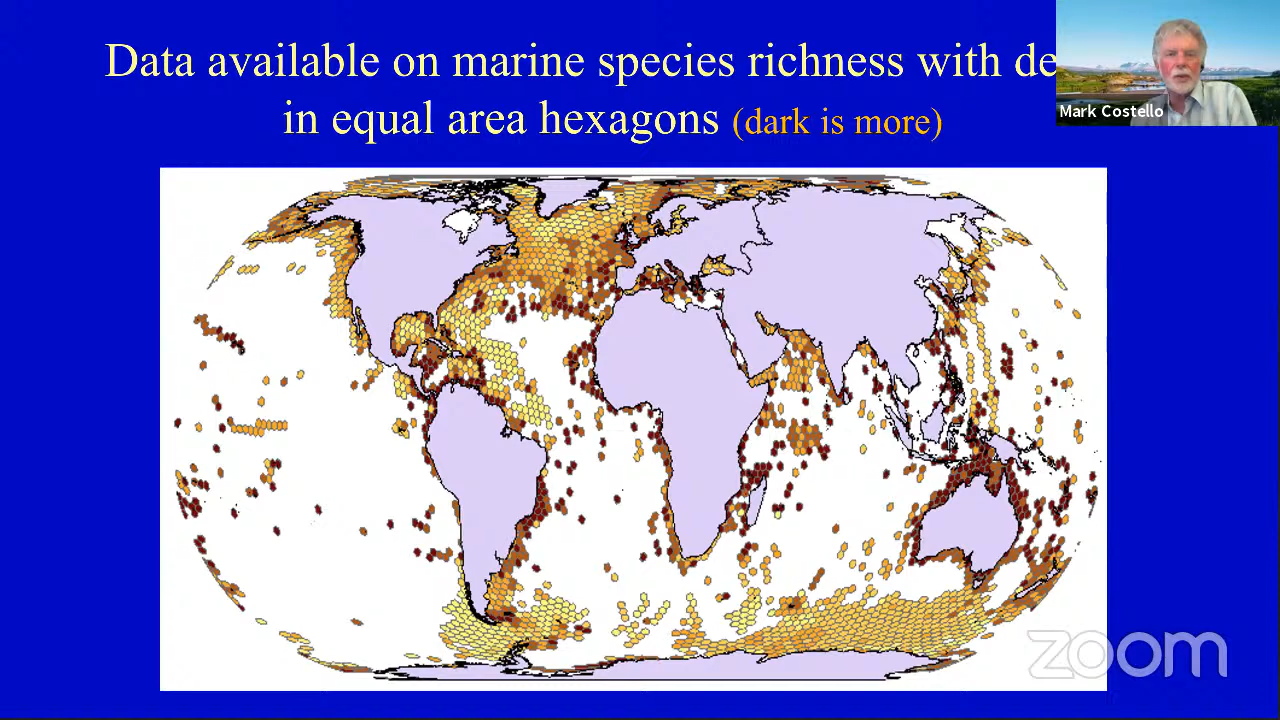 Data available on marine species richness with de
in equal area hexagons (dark is more)
Mark Costello
zoom